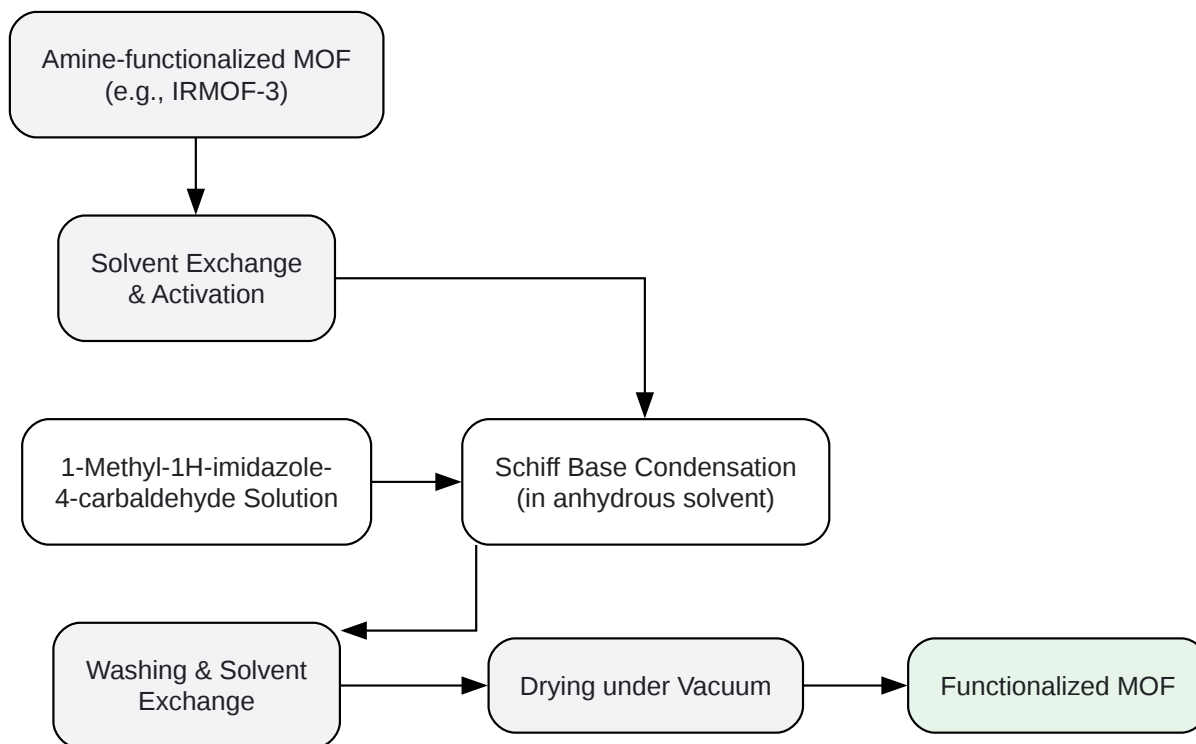 Amine-functionalized MOF
(e.g., IRMOF-3)
Solvent Exchange
& Activation
1-Methyl-1H-imidazole-
4-carbaldehyde Solution
Schiff Base Condensation
(in anhydrous solvent)
Washing & Solvent
Exchange
Drying under Vacuum
Functionalized MOF